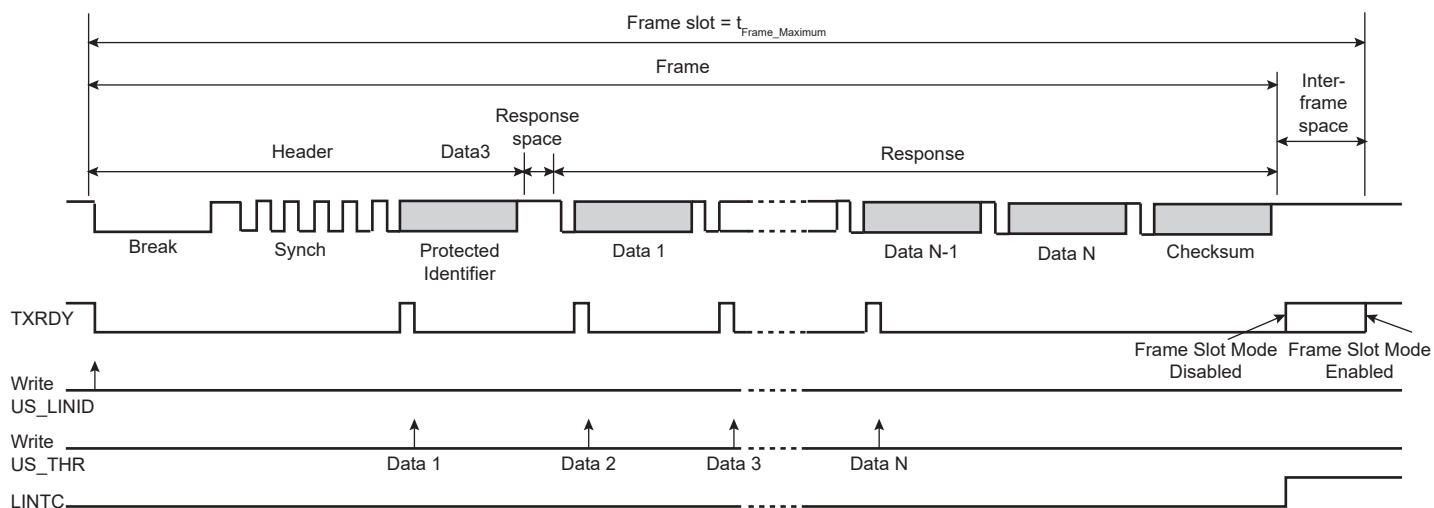 Frame slot = tFrame_Maximum
Frame
Inter-
frame
space
Response
space
Header
Data3
Response
Break
Synch
Protected
Identifier
Data 1
Data N-1
Data N
Checksum
TXRDY
Frame Slot Mode
Disabled
Frame Slot Mode
Enabled
Write
US_LINID
Write
US_THR
Data 1
Data 2
Data 3
Data N
LINTC